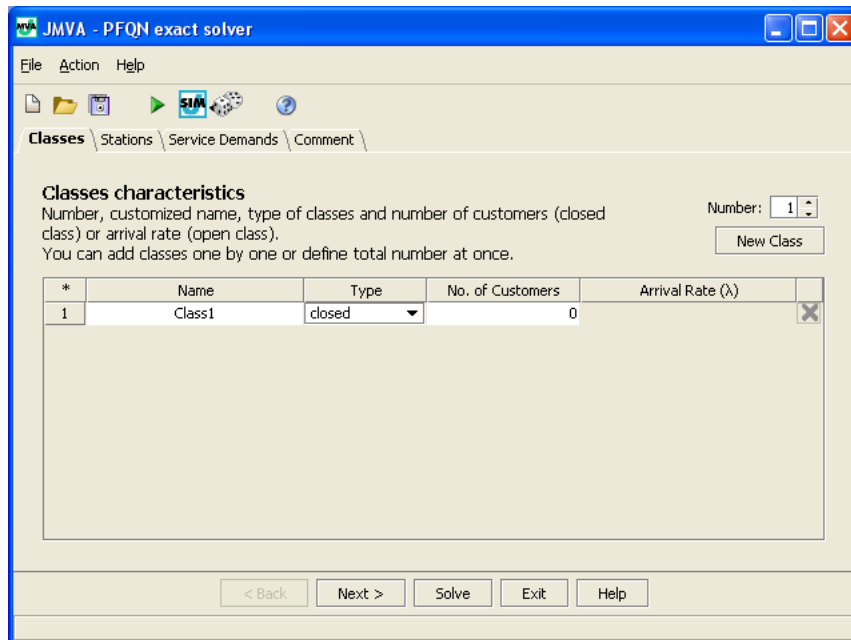 MVA JMVA - PFQN exact solver
File Action Help
SIM ?
Classes Stations Service Demands Comment
Classes characteristics
Number, customized name, type of classes and number of customers (closed
class) or arrival rate (open class).
You can add classes one by one or define total number at once.
Number: 1
New Class
* Name Type No. of Customers Arrival Rate (λ)
1 Class1 closed 0
< Back Next > Solve Exit Help